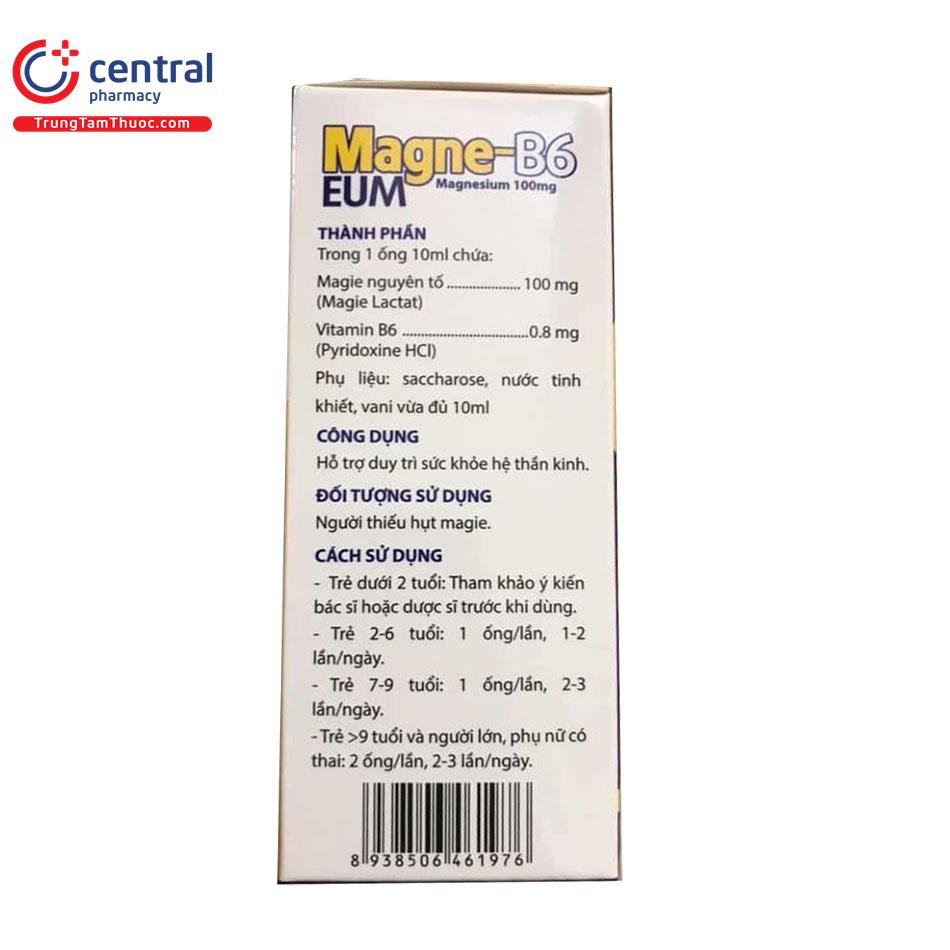 central
pharmacy
TrungTamThuoc.com
Magne-B6
EUM
Magnesium 100mg
THÀNH PHẦN
Trong 1 ống 10ml chứa:
Magie nguyên tố .................... 100 mg
(Magie Lactat)
Vitamin B6 ..................................0.8 mg
(Pyridoxine HCl)
Phụ liệu: saccharose, nước tinh
khiết, vani vừa đủ 10ml
CÔNG DỤNG
Hỗ trợ duy trì sức khỏe hệ thần kinh.
ĐỐI TƯỢNG SỬ DỤNG
Người thiếu hụt magie.
CÁCH SỬ DỤNG
- Trẻ dưới 2 tuổi: Tham khảo ý kiến
bác sĩ hoặc dược sĩ trước khi dùng.
- Trẻ 2-6 tuổi: 1 ống/lần, 1-2
lần/ngày.
- Trẻ 7-9 tuổi: 1 ống/lần, 2-3
lần/ngày.
- Trẻ >9 tuổi và người lớn, phụ nữ có
thai: 2 ống/lần, 2-3 lần/ngày.
8 938506 461976